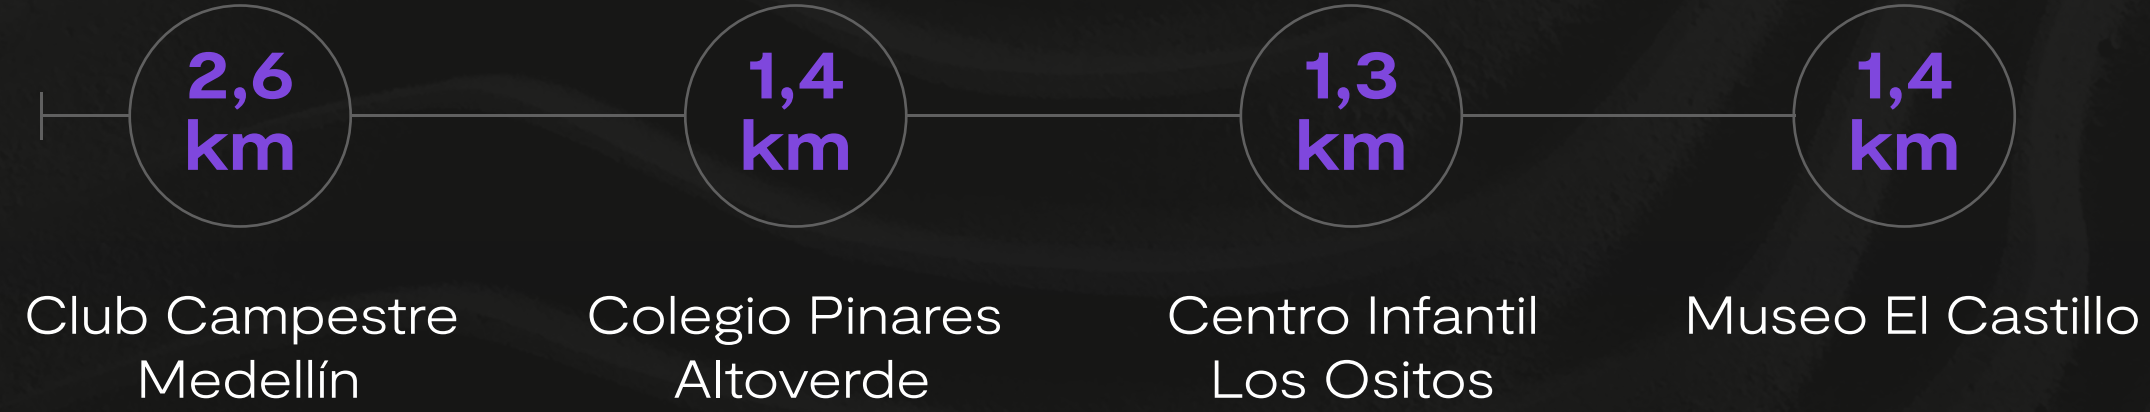 2,6
km
1,4
km
1,3
km
1,4
km
Club Campestre
Medellín
Colegio Pinares
Altoverde
Centro Infantil
Los Ositos
Museo El Castillo